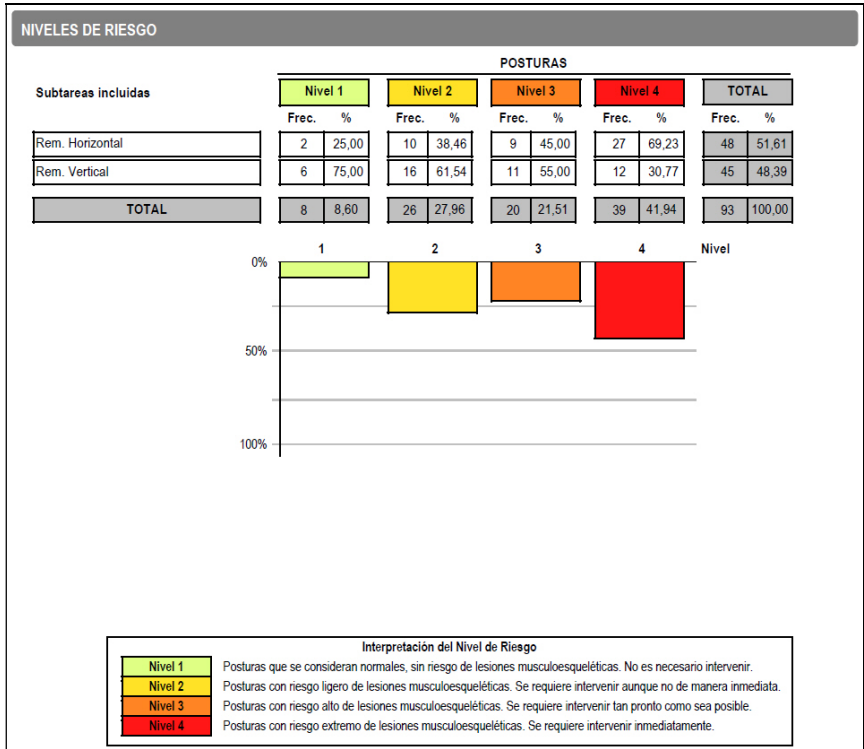 NIVELES DE RIESGO
POSTURAS
Subtareas incluidas Nivel 1 Nivel 2 Nivel 3 Nivel 4 TOTAL
Frec. % Frec. % Frec. % Frec. % Frec. %
Rem. Horizontal 2 25,00 10 38,46 9 45,00 27 69,23 48 51,61
Rem. Vertical 6 75,00 16 61,54 11 55,00 12 30,77 45 48,39
TOTAL 8 8,60 26 27,96 20 21,51 39 41,94 93 100,00
1 2 3 4 Nivel
0%
50%
100%
Interpretación del Nivel de Riesgo
Nivel 1 Posturas que se consideran normales, sin riesgo de lesiones musculoesqueléticas. No es necesario intervenir.
Nivel 2 Posturas con riesgo ligero de lesiones musculoesqueléticas. Se requiere intervenir aunque no de manera inmediata.
Nivel 3 Posturas con riesgo alto de lesiones musculoesqueléticas. Se requiere intervenir tan pronto como sea posible.
Nivel 4 Posturas con riesgo extremo de lesiones musculoesqueléticas. Se requiere intervenir inmediatamente.